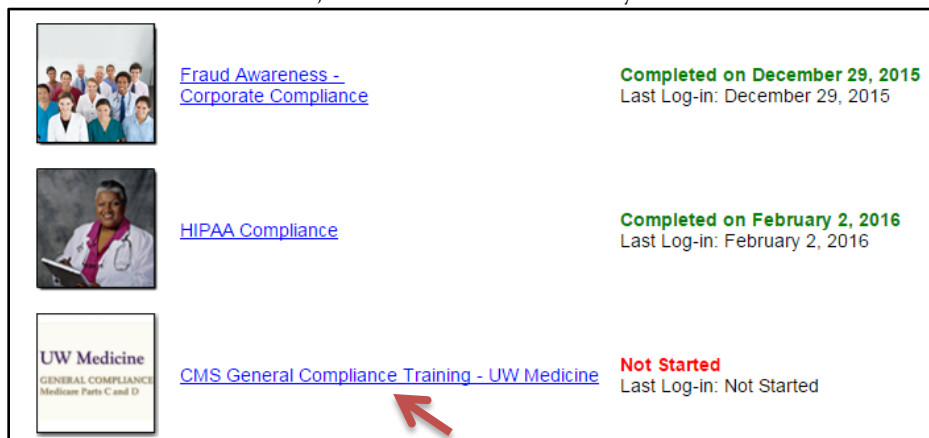 Fraud Awareness -
Corporate Compliance
Completed on December 29, 2015
Last Log-in: December 29, 2015
HIPAA Compliance
Completed on February 2, 2016
Last Log-in: February 2, 2016
UW Medicine
GENERAL COMPLIANCE
Medicare Parts C and D
CMS General Compliance Training - UW Medicine
Not Started
Last Log-in: Not Started